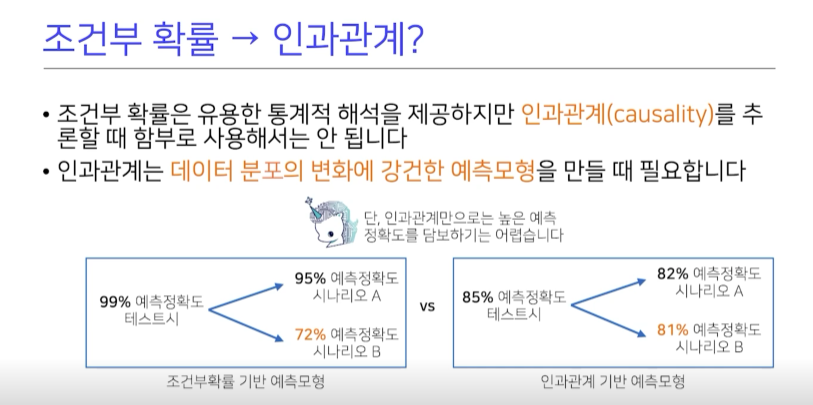 조건부 확률 → 인과관계?
• 조건부 확률은 유용한 통계적 해석을 제공하지만 인과관계(causality)를 추
론할 때 함부로 사용해서는 안 됩니다
• 인과관계는 데이터 분포의 변화에 강건한 예측모형을 만들 때 필요합니다
단, 인과관계만으로는 높은 예측
정확도를 담보하기는 어렵습니다
99% 예측정확도
테스트시
95% 예측정확도
시나리오 A
72% 예측정확도
시나리오 B
조건부확률 기반 예측모형
vs
85% 예측정확도
테스트시
82% 예측정확도
시나리오 A
81% 예측정확도
시나리오 B
인과관계 기반 예측모형